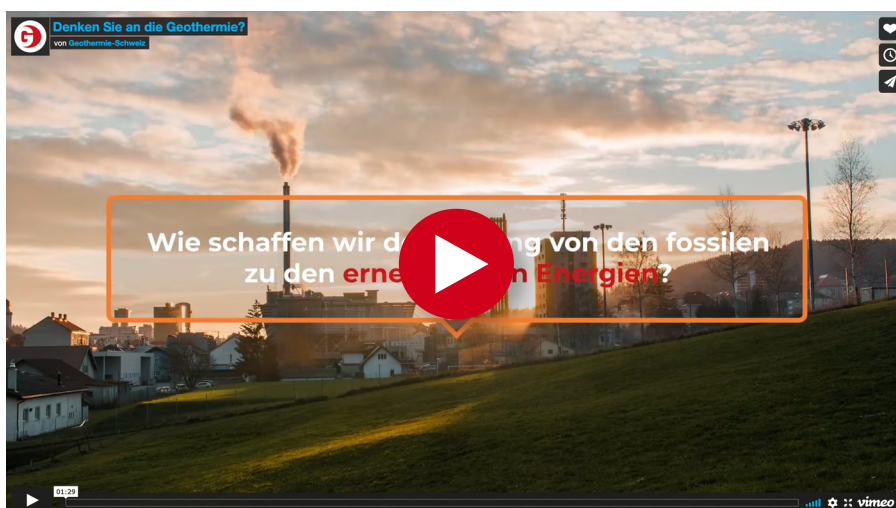 Denken Sie an die Geothermie?
von Geothermie-Schweiz
Wie schaffen wir von den fossilen
zu den Energien?
01:29
vimeo